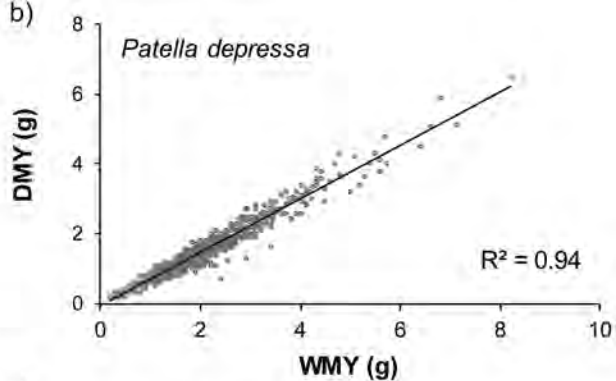 b)
Patella depressa
DMY (g)
8
6
4
2
0
R² = 0.94
0 2 4 6 8 10
WMY (g)